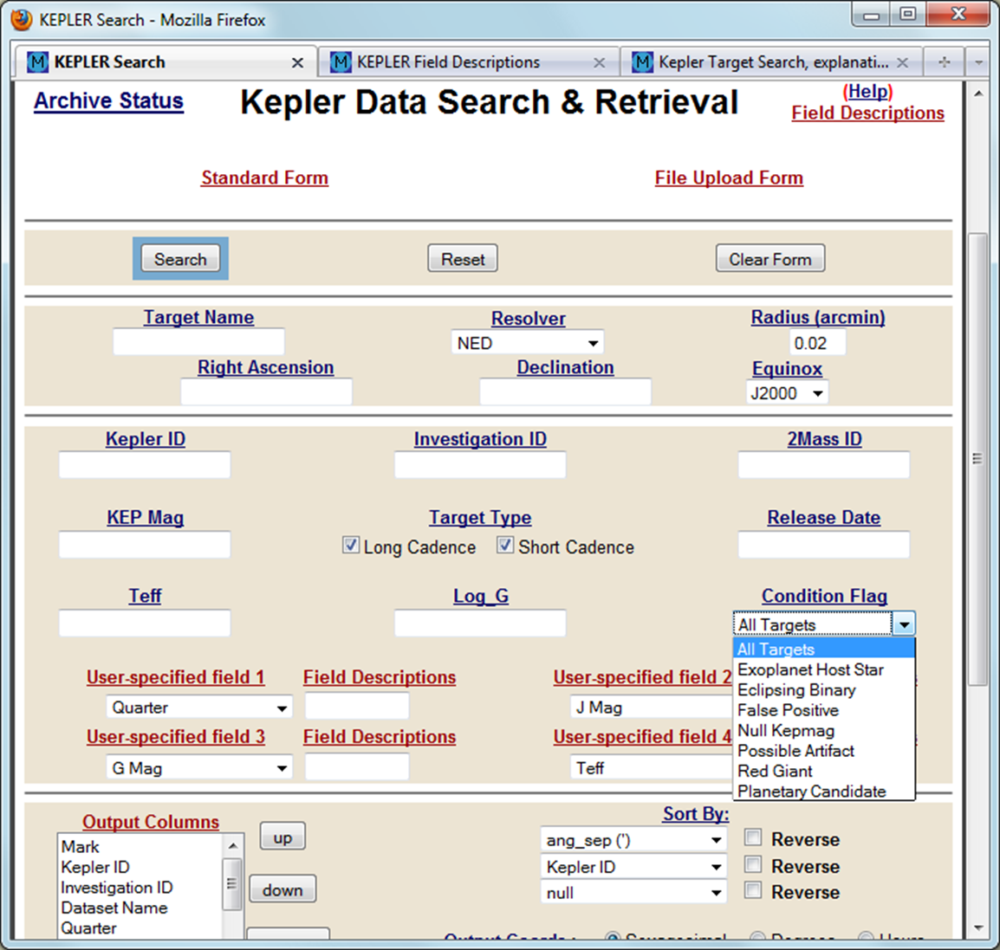 KEPLER Search - Mozilla Firefox
KEPLER Search KEPLER Field Descriptions Kepler Target Search, explanati...
Archive Status Kepler Data Search & Retrieval (Help)
Field Descriptions
Standard Form File Upload Form
Search Reset Clear Form
Target Name Resolver Radius (arcmin)
NED 0.02
Right Ascension Declination Equinox
J2000
Kepler ID Investigation ID 2Mass ID
KEP Mag Target Type Release Date
Long Cadence Short Cadence
Teff Log_G Condition Flag
All Targets
All Targets
Exoplanet Host Star
Eclipsing Binary
False Positive
Null Kepmag
Possible Artifact
Red Giant
Planetary Candidate
User-specified field 1 Field Descriptions User-specified field 2
Quarter J Mag
User-specified field 3 Field Descriptions User-specified field 4
G Mag Teff
Output Columns up Sort By:
Mark ang_sep (') Reverse
Kepler ID Kepler ID Reverse
Investigation ID down null Reverse
Dataset Name
Quarter